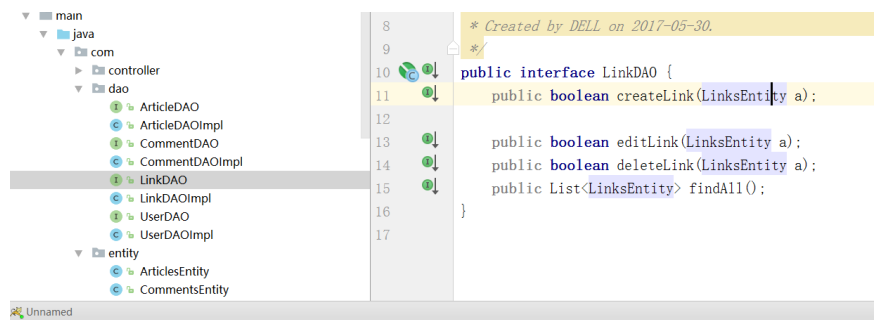 main
java
com
controller
dao
ArticleDAO
ArticleDAOImpl
CommentDAO
CommentDAOImpl
LinkDAO
LinkDAOImpl
UserDAO
UserDAOImpl
entity
ArticlesEntity
CommentsEntity
8 * Created by DELL on 2017-05-30.
9 */
10 public interface LinkDAO {
11 public boolean createLink(LinksEntity a);
12
13 public boolean editLink(LinksEntity a);
14 public boolean deleteLink(LinksEntity a);
15 public List<LinksEntity> findAll();
16 }
17
Unnamed